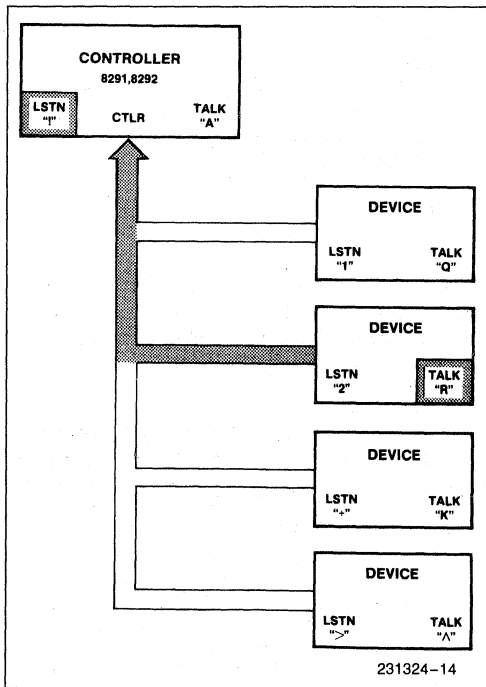 CONTROLLER
8291,8292
LSTN CTLR TALK
"!" "A"
DEVICE
LSTN TALK
"1" "Q"
DEVICE
LSTN TALK
"2" "R"
DEVICE
LSTN TALK
"+" "K"
DEVICE
LSTN TALK
">" "^"
231324-14